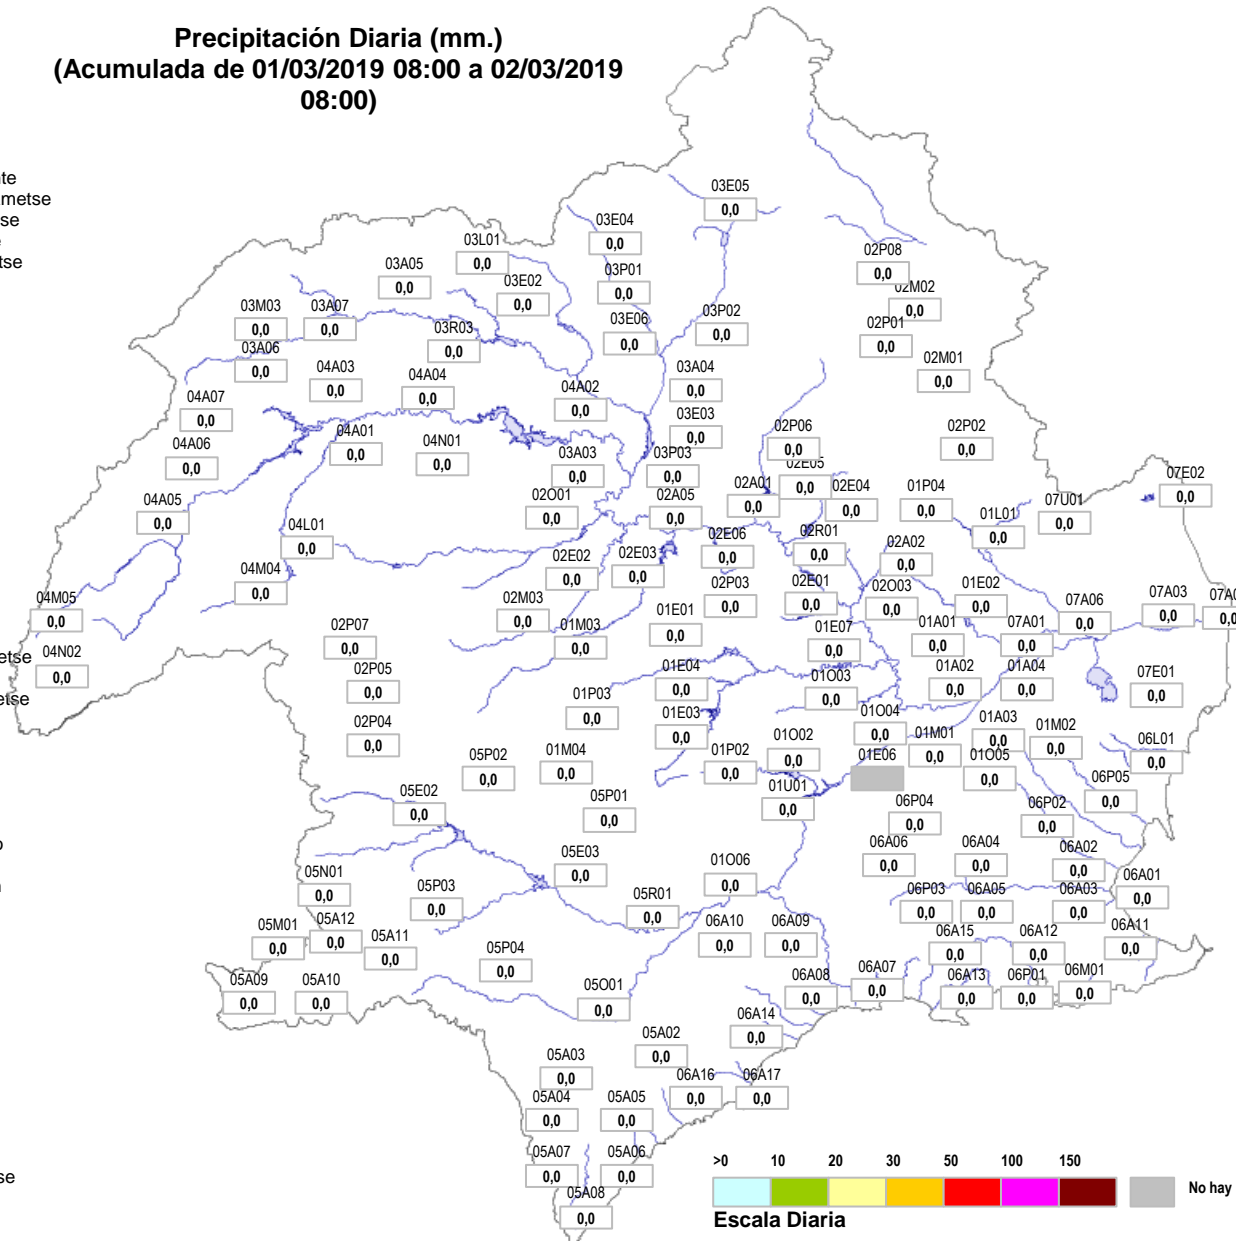 Precipitación Diaria (mm.)
(Acumulada de 01/03/2019 08:00 a 02/03/2019
08:00)
03E05
0,0
03E04
0,0
03L01
0,0
02P08
0,0
03A05
0,0
03P01
0,0
03E02
0,0
02M02
0,0
03M03
0,0
03A07
0,0
03P02
0,0
03E06
0,0
03R03
0,0
02P01
0,0
03A06
0,0
02M01
0,0
04A03
0,0
03A04
0,0
04A04
0,0
04A02
0,0
04A07
0,0
03E03
0,0
04A01
0,0
02P06
0,0
02P02
0,0
04A06
0,0
04N01
0,0
03A03
0,0
03P03
0,0
02E05
0,0
07E02
0,0
04A05
0,0
02O01
0,0
02A05
0,0
02A01
0,0
02E04
0,0
01P04
0,0
07U01
0,0
01L01
0,0
04L01
0,0
02E06
0,0
02R01
0,0
02A02
0,0
02E02
0,0
02E03
0,0
04M04
0,0
02P03
0,0
02E01
0,0
02O03
0,0
01E02
0,0
07A03
0,0
07A0
0,0
04M05
0,0
02M03
0,0
07A06
0,0
01E01
0,0
01M03
0,0
02P07
0,0
01E07
0,0
01A01
0,0
07A01
0,0
04N02
0,0
02P05
0,0
01E04
0,0
01O03
0,0
01A02
0,0
01A04
0,0
07E01
0,0
01P03
0,0
01E03
0,0
01O04
0,0
01A03
0,0
02P04
0,0
01M02
0,0
01M01
0,0
01O02
0,0
06L01
0,0
05P02
0,0
01M04
0,0
01P02
0,0
01E06
01O05
0,0
06P05
0,0
05E02
0,0
05P01
0,0
01U01
0,0
06P04
0,0
06P02
0,0
05E03
0,0
01O06
0,0
06A06
0,0
06A04
0,0
06A02
0,0
05N01
0,0
05P03
0,0
05R01
0,0
06P03
0,0
06A05
0,0
06A03
0,0
06A01
0,0
05M01
0,0
05A12
0,0
05A11
0,0
06A10
0,0
06A09
0,0
06A15
0,0
06A12
0,0
06A11
0,0
05P04
0,0
05A09
0,0
05A10
0,0
05O01
0,0
06A08
0,0
06A07
0,0
06A13
0,0
06P01
0,0
06M01
0,0
06A14
0,0
05A02
0,0
05A03
0,0
06A16
0,0
06A17
0,0
05A04
0,0
05A05
0,0
05A07
0,0
05A06
0,0
05A08
0,0
>0 10 20 30 50 100 150
No hay
Escala Diaria